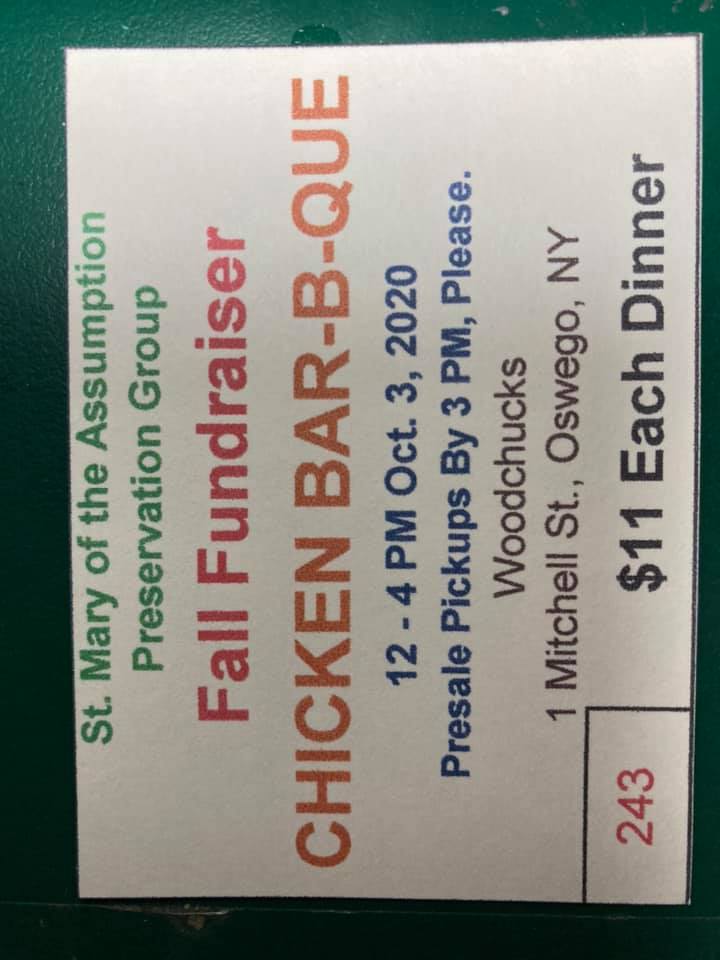 St. Mary of the Assumption
Preservation Group
Fall Fundraiser
CHICKEN BAR-B-QUE
12 - 4 PM Oct. 3, 2020
Presale Pickups By 3 PM, Please.
Woodchucks
1 Mitchell St., Oswego, NY
$11 Each Dinner
243